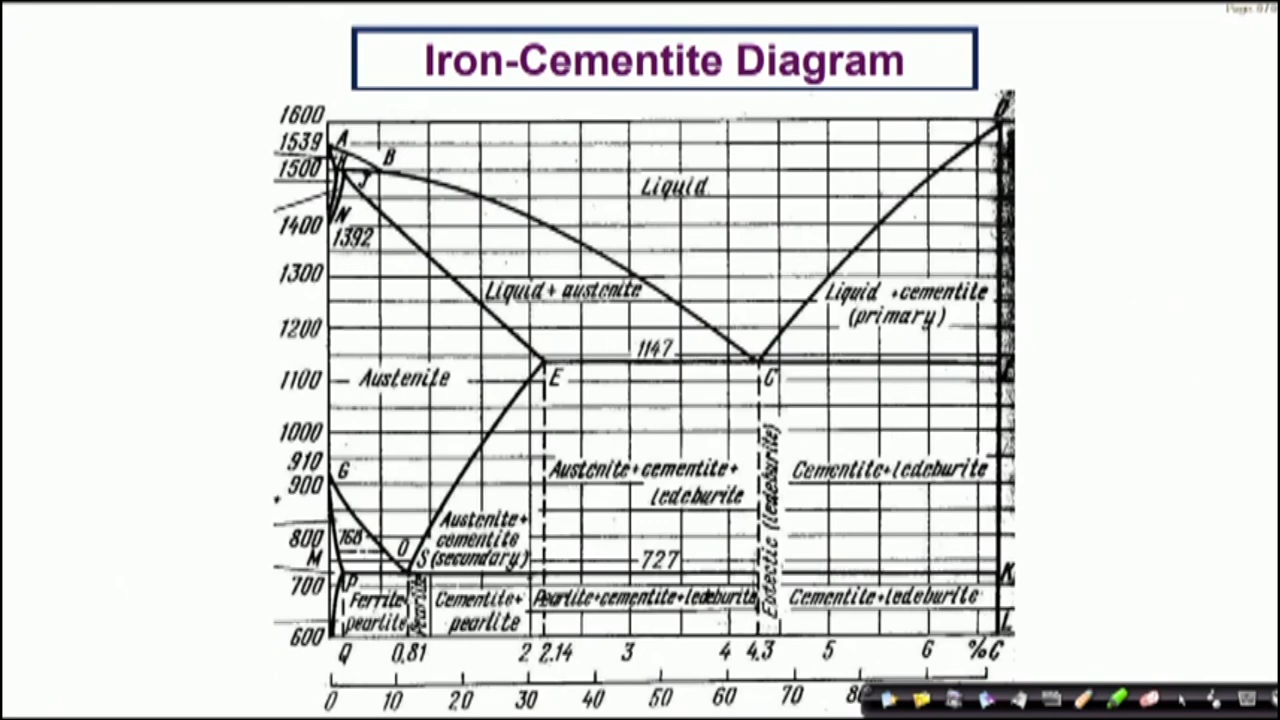 Iron-Cementite Diagram
1600
1539
1500
1400
1300
1200
1100
1000
910
900
800
M
700
600
A
B
H
J
N
1392
Liquid
Liquid + austenite
Liquid + cementite
(primary)
1147
Austenite
E
C
G
Austenite + cementite +
ledeburite
Cementite + ledeburite
Eutectic (ledeburite)
Austenite +
cementite
(secondary)
768
O
S
727
K
P
Ferrite +
pearlite
Pearlite
Cementite +
pearlite
Pearlite + cementite + ledeburite
Cementite + ledeburite
L
Q 0,81 2 2.14 3 4 4.3 5 6 %C
0 10 20 30 40 50 60 70